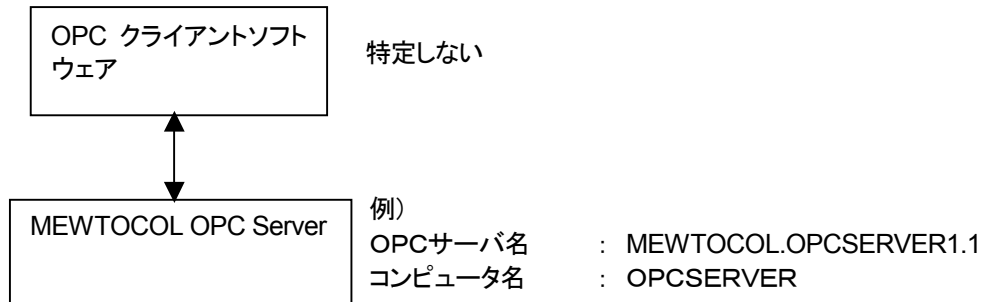 OPC クライアントソフト
ウェア
特定しない
MEWTOCOL OPC Server
例）
ＯＰＣサーバ名 : MEWTOCOL.OPCSERVER1.1
コンピュータ名 : ＯＰＣＳＥＲＶＥＲ